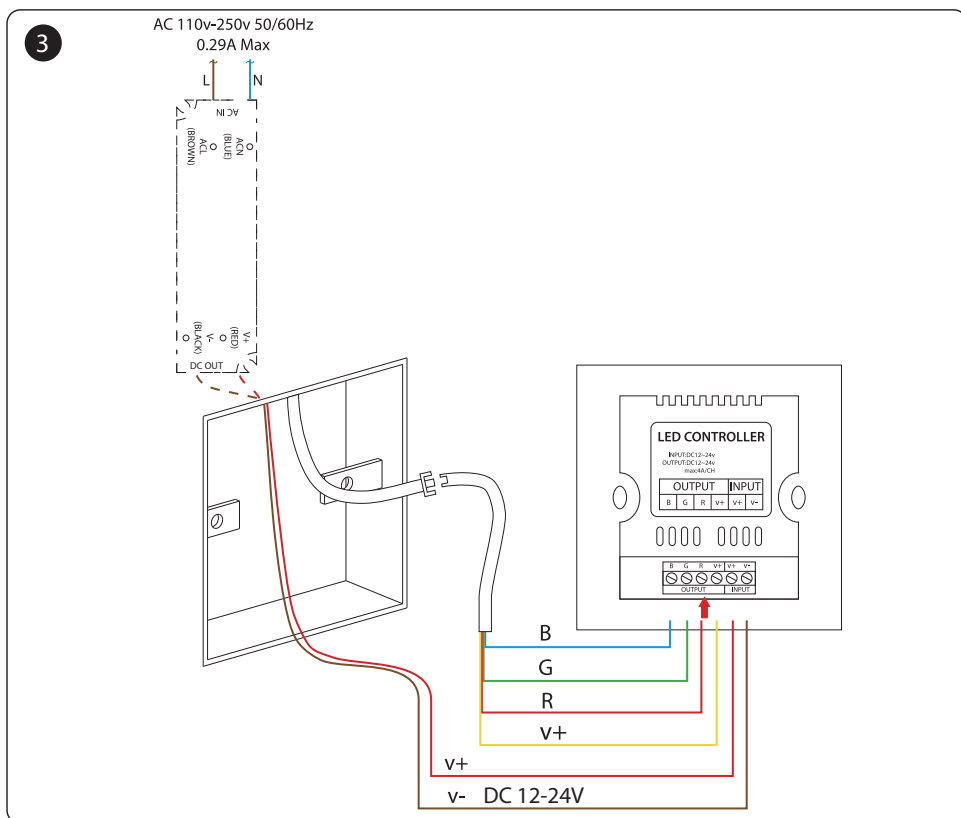 3
AC 110v-250v 50/60Hz
0.29A Max
L N
AC IN
ACL
(BROWN)
ACN
(BLUE)
V-
(BLACK)
V+
(RED)
DC OUT
LED CONTROLLER
INPUT:DC12~24v
OUTPUT:DC12~24v
max:4A/CH
OUTPUT INPUT
B G R v+ v+ v-
B G R v+ v+ v-
OUTPUT INPUT
B
G
R
v+
v+
v- DC 12-24V